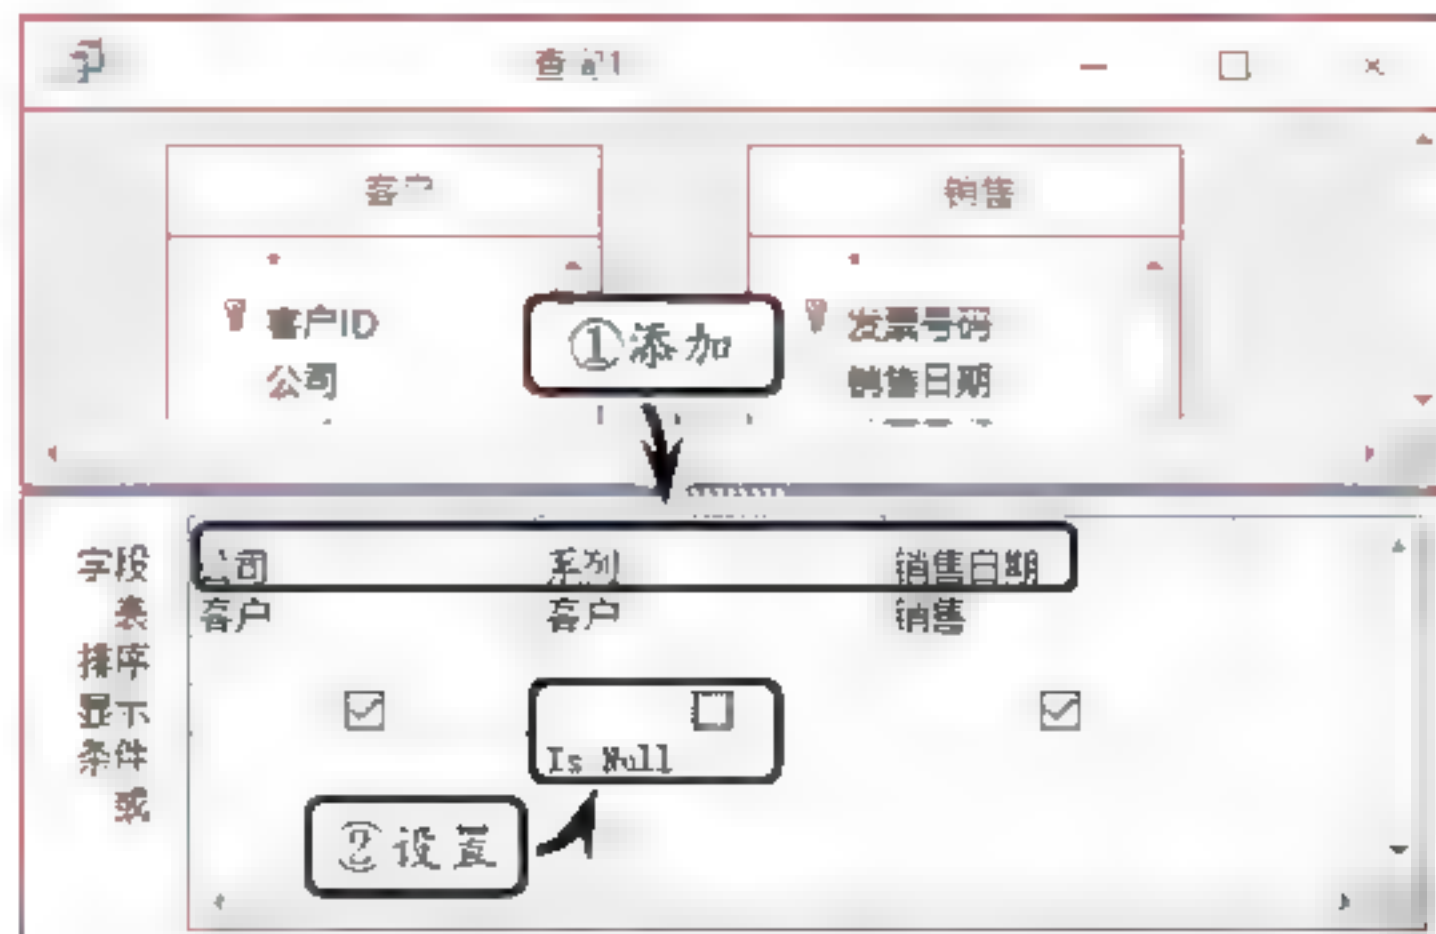 查询1
客户
销售
*
*
客户ID
①添加
发票号码
公司
销售日期
字段 公司 系列 销售日期
表 客户 客户 销售
排序
显示
条件 Is Null
或
②设置